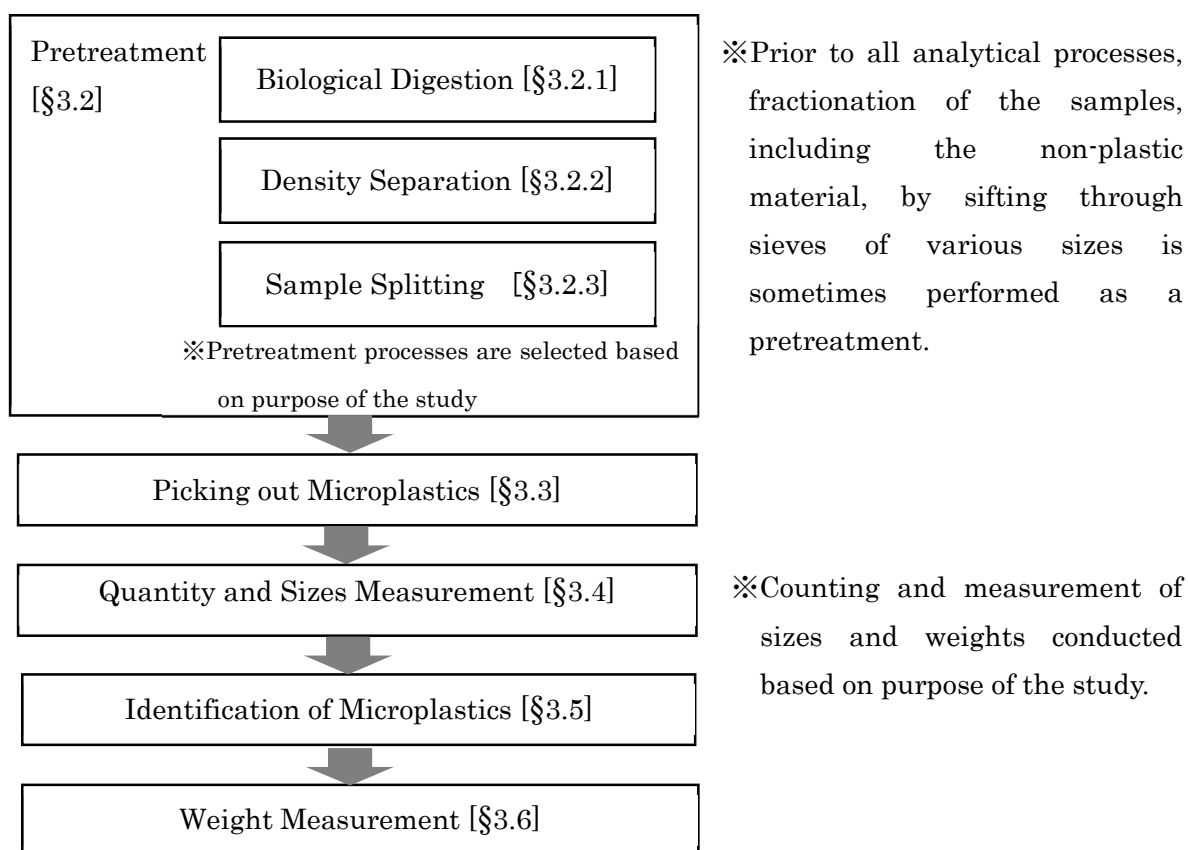 Pretreatment
[§3.2]
Biological Digestion [§3.2.1]
Density Separation [§3.2.2]
Sample Splitting [§3.2.3]
※Pretreatment processes are selected based
on purpose of the study
※Prior to all analytical processes,
fractionation of the samples,
including the non-plastic
material, by sifting through
sieves of various sizes is
sometimes performed as a
pretreatment.
Picking out Microplastics [§3.3]
Quantity and Sizes Measurement [§3.4]
※Counting and measurement of
sizes and weights conducted
based on purpose of the study.
Identification of Microplastics [§3.5]
Weight Measurement [§3.6]